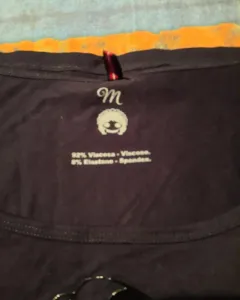 M
92% Viscosa - Viscose.
8% Elastano - Spandex.